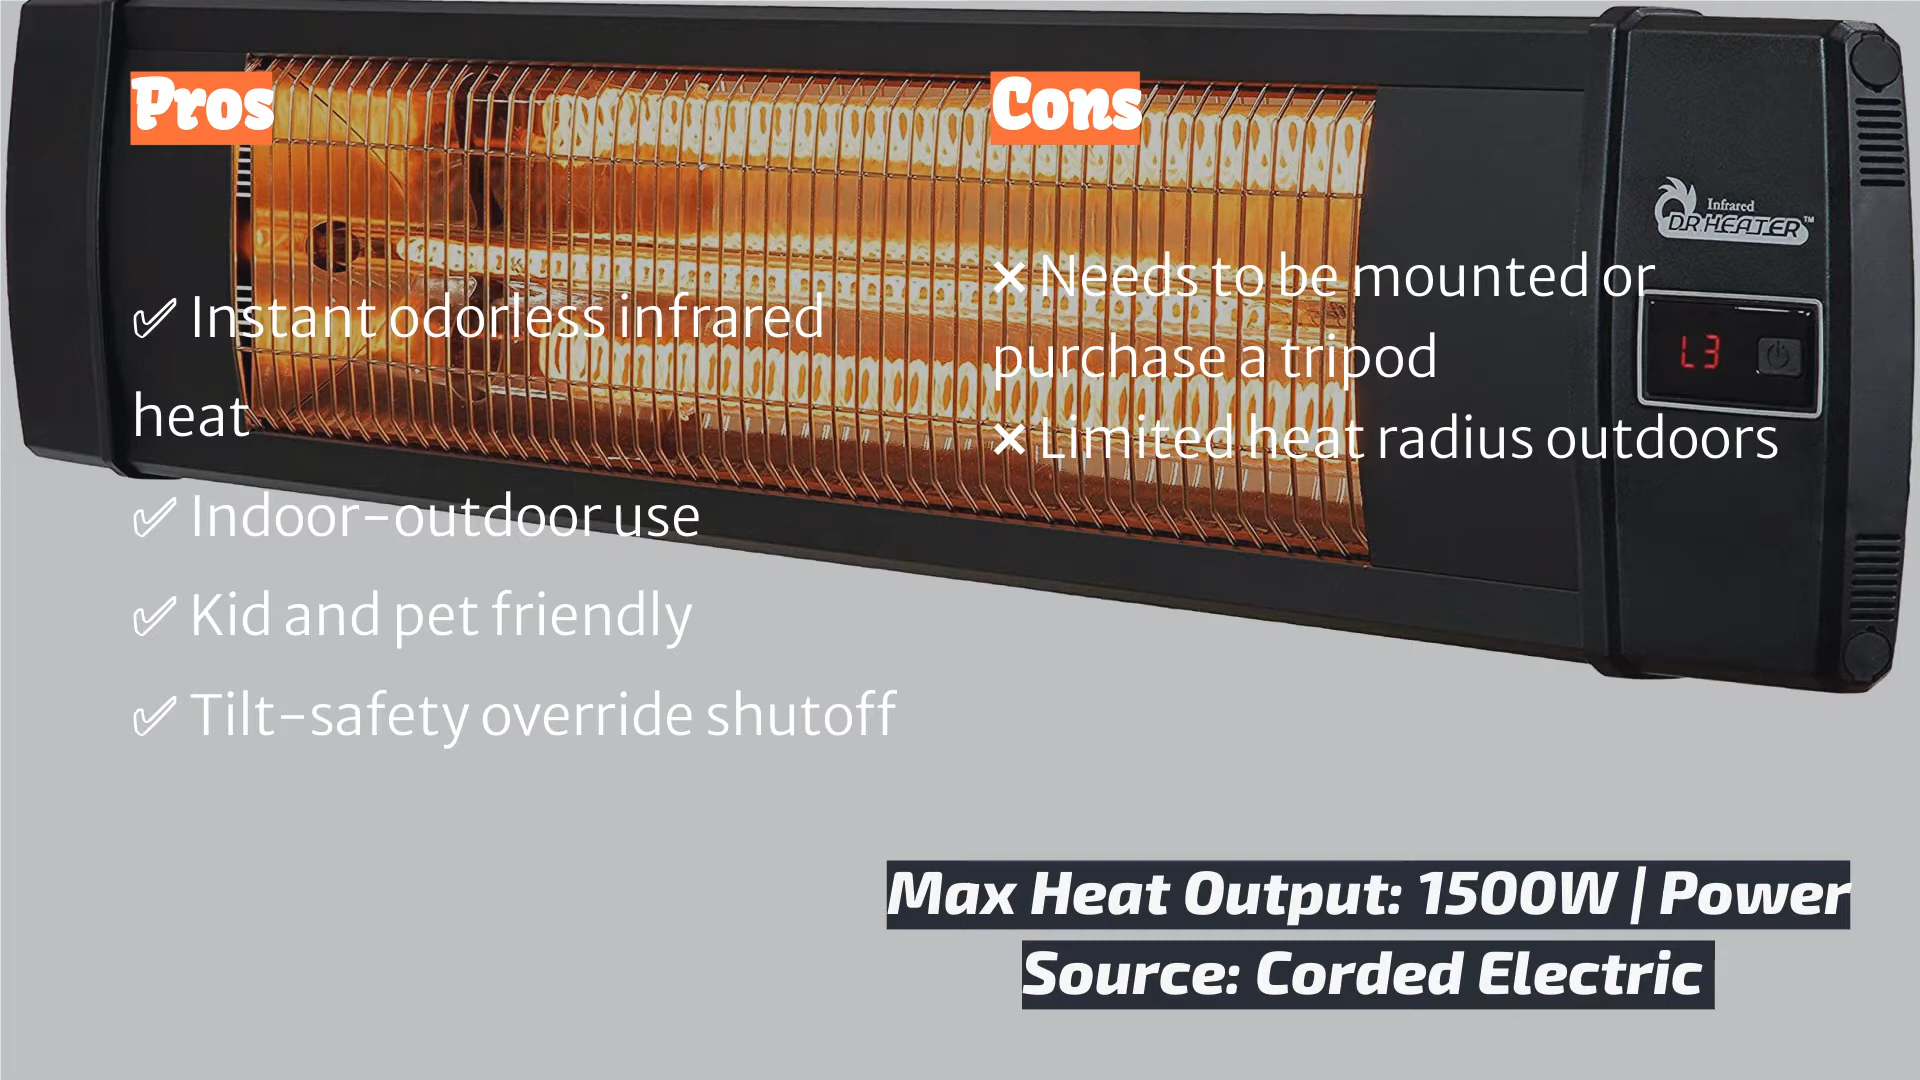 Pros
✅ Instant odorless infrared
heat
✅ Indoor-outdoor use
✅ Kid and pet friendly
✅ Tilt-safety override shutoff
Cons
❌ Needs to be mounted or
purchase a tripod
❌ Limited heat radius outdoors
Infrared
DR.HEATER™
L3
Max Heat Output: 1500W | Power
Source: Corded Electric